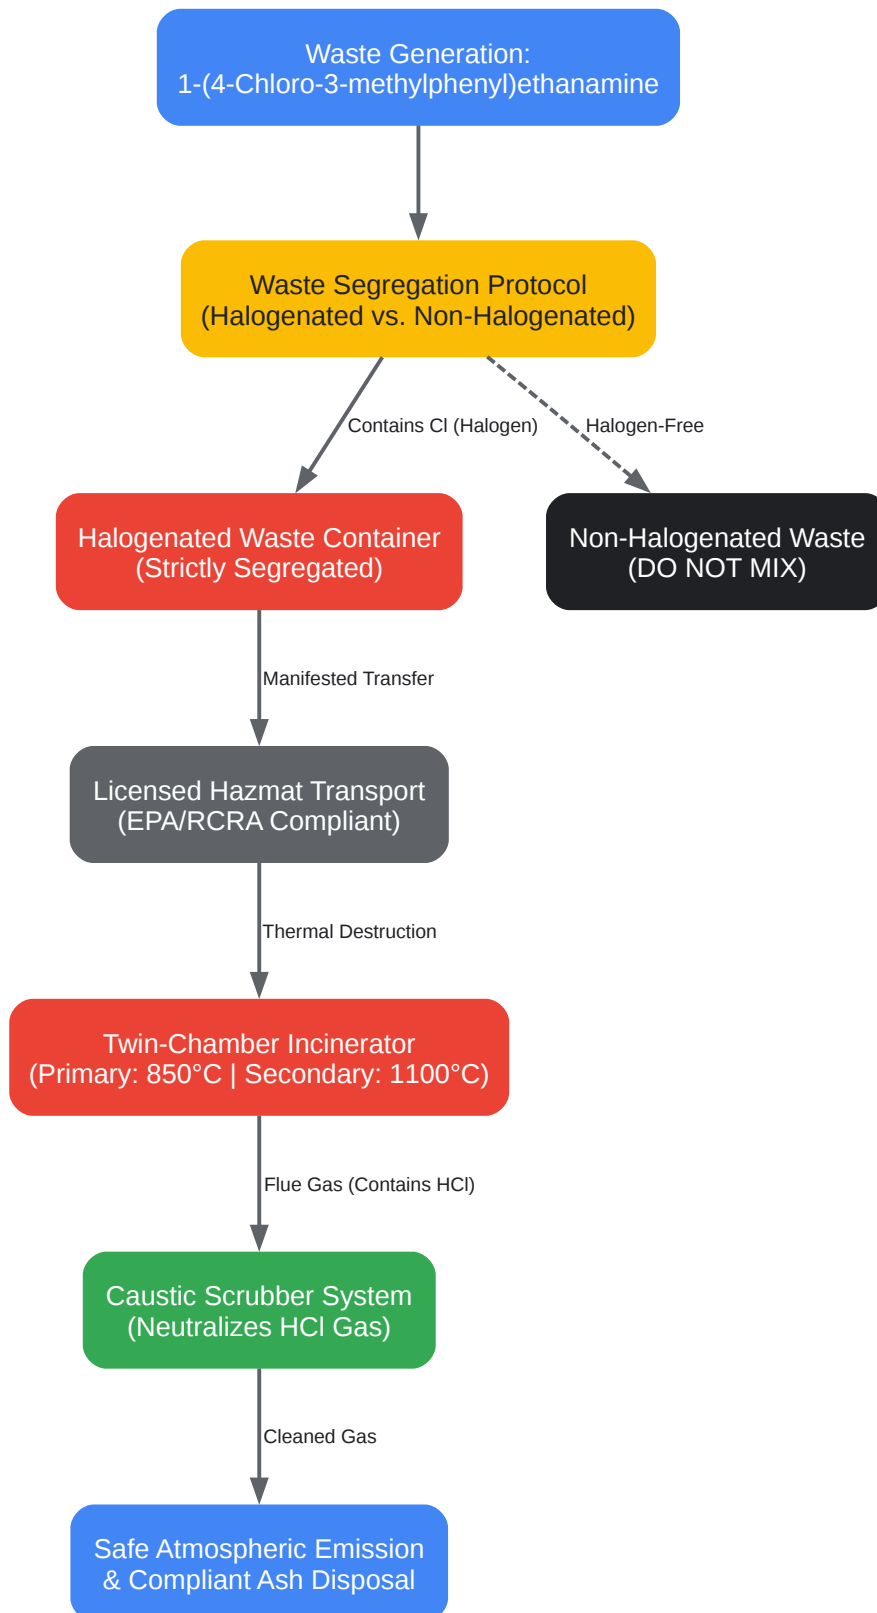 Waste Generation:
1-(4-Chloro-3-methylphenyl)ethanamine
Waste Segregation Protocol
(Halogenated vs. Non-Halogenated)
Contains Cl (Halogen)
Halogen-Free
Halogenated Waste Container
(Strictly Segregated)
Non-Halogenated Waste
(DO NOT MIX)
Manifested Transfer
Licensed Hazmat Transport
(EPA/RCRA Compliant)
Thermal Destruction
Twin-Chamber Incinerator
(Primary: 850°C | Secondary: 1100°C)
Flue Gas (Contains HCl)
Caustic Scrubber System
(Neutralizes HCl Gas)
Cleaned Gas
Safe Atmospheric Emission
& Compliant Ash Disposal